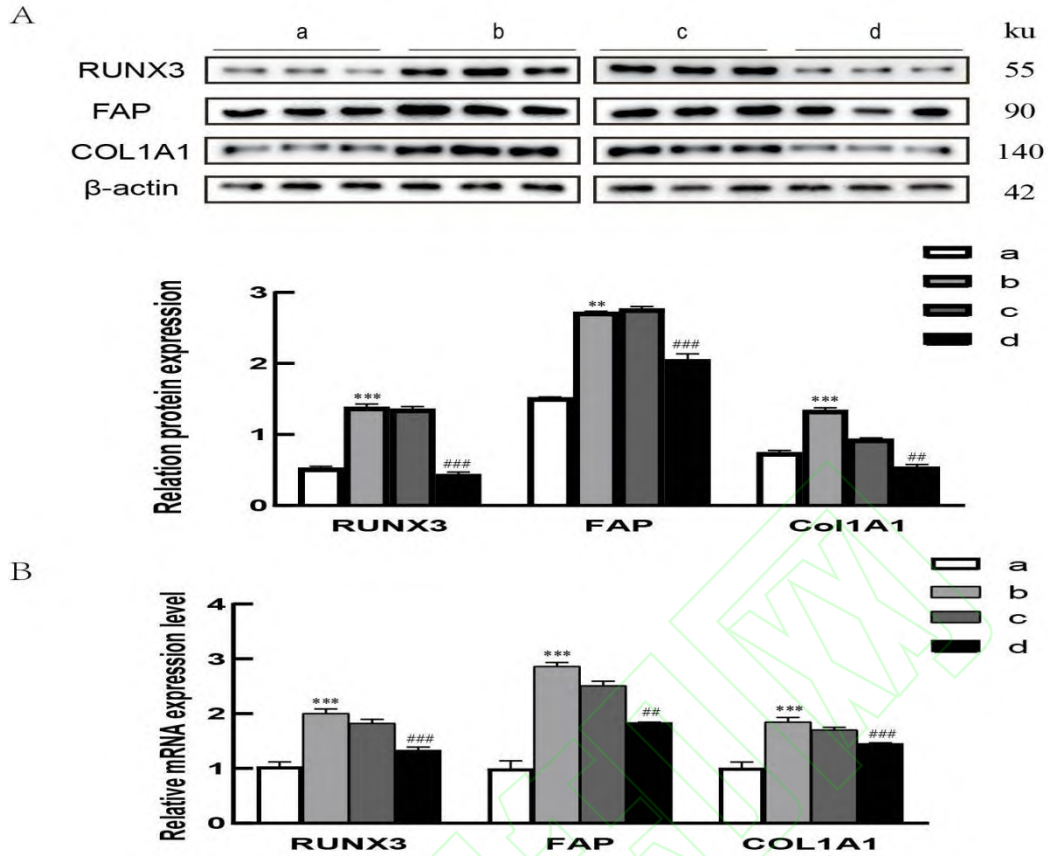 A
a b c d ku
RUNX3 55
FAP 90
COL1A1 140
β-actin 42
a
b
c
d
Relation protein expression
3
2
1
0
***
###
**
###
***
##
RUNX3 FAP Col1A1
B
a
b
c
d
Relative mRNA expression level
4
3
2
1
0
***
###
***
##
***
###
RUNX3 FAP COL1A1